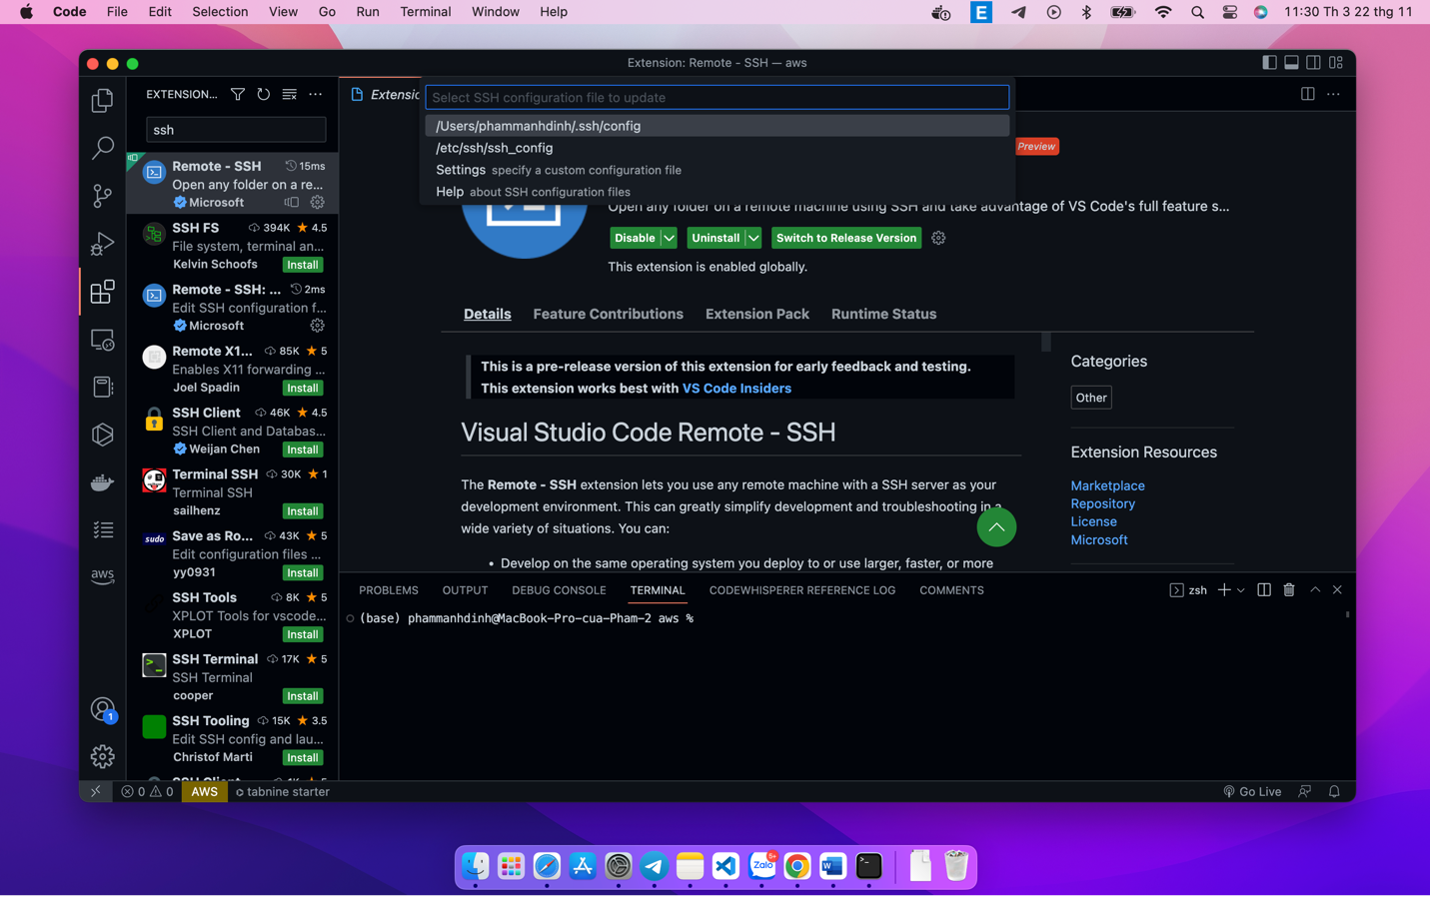 Code File Edit Selection View Go Run Terminal Window Help
E
11:30 Th 3 22 thg 11
Extension: Remote - SSH — aws
EXTENSION...
ssh
Remote - SSH 15ms
Open any folder on a re...
Microsoft
SSH FS 394K 4.5
File system, terminal an...
Kelvin Schoofs Install
Remote - SSH: ... 2ms
Edit SSH configuration f...
Microsoft
Remote X1... 85K 5
Enables X11 forwarding ...
Joel Spadin Install
SSH Client 46K 4.5
SSH Client and Databas...
Weijan Chen Install
Terminal SSH 30K 1
Terminal SSH
sailhenz Install
sudo
Save as Ro... 43K 5
Edit configuration files ...
yy0931 Install
SSH Tools 8K 5
XPLOT Tools for vscode...
XPLOT Install
SSH Terminal 17K 5
SSH Terminal
cooper Install
SSH Tooling 15K 3.5
Edit SSH config and lau...
Christof Marti Install
aws
1
Extensio
Select SSH configuration file to update
/Users/phammanhdinh/.ssh/config
/etc/ssh/ssh_config
Settings specify a custom configuration file
Help about SSH configuration files
Preview
Open any folder on a remote machine using SSH and take advantage of VS Code's full feature s...
Disable Uninstall Switch to Release Version
This extension is enabled globally.
Details Feature Contributions Extension Pack Runtime Status
This is a pre-release version of this extension for early feedback and testing.
This extension works best with VS Code Insiders
Visual Studio Code Remote - SSH
The Remote - SSH extension lets you use any remote machine with a SSH server as your
development environment. This can greatly simplify development and troubleshooting in a
wide variety of situations. You can:
• Develop on the same operating system you deploy to or use larger, faster, or more
Categories
Other
Extension Resources
Marketplace
Repository
License
Microsoft
PROBLEMS OUTPUT DEBUG CONSOLE TERMINAL CODEWHISPERER REFERENCE LOG COMMENTS
zsh
(base) phammanhdinh@MacBook-Pro-cua-Pham-2 aws %
0 0 AWS tabnine starter
Go Live
Zalo
W